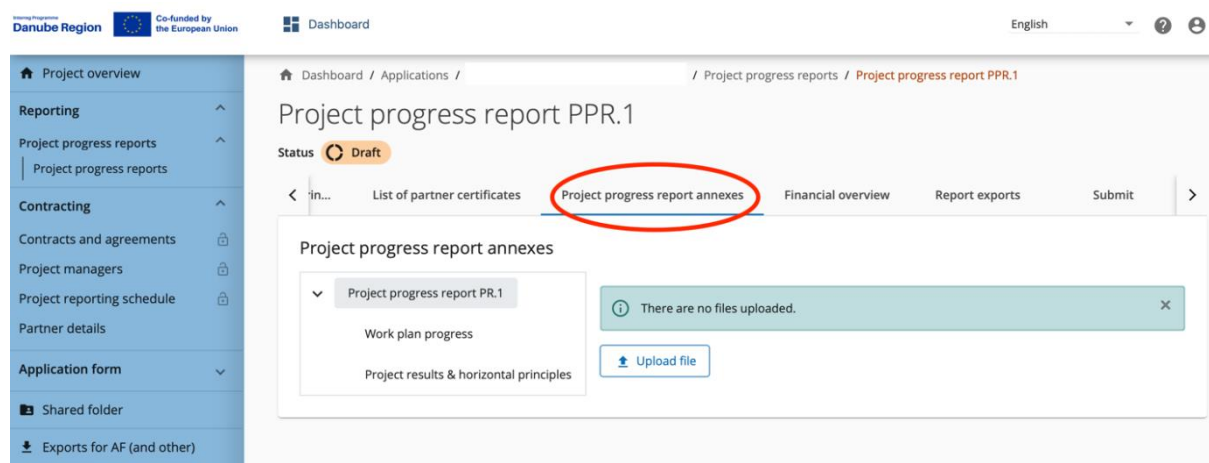 Interreg Programme
Danube Region
Co-funded by
the European Union
Dashboard
English
Project overview
Reporting
Project progress reports
Project progress reports
Contracting
Contracts and agreements
Project managers
Project reporting schedule
Partner details
Application form
Shared folder
Exports for AF (and other)
Dashboard / Applications / / Project progress reports / Project progress report PPR.1
Project progress report PPR.1
Status Draft
in... List of partner certificates Project progress report annexes Financial overview Report exports Submit
Project progress report annexes
Project progress report PR.1
Work plan progress
Project results & horizontal principles
There are no files uploaded.
Upload file